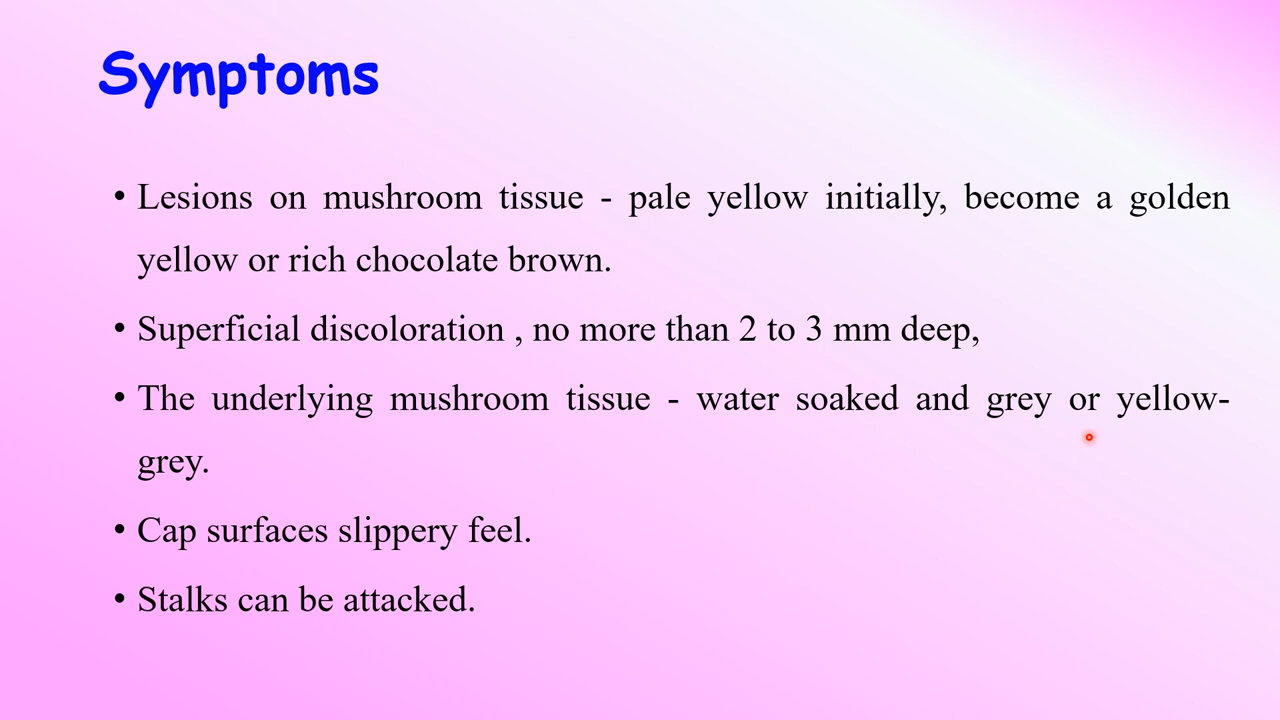 Symptoms
• Lesions on mushroom tissue - pale yellow initially, become a golden
yellow or rich chocolate brown.
• Superficial discoloration , no more than 2 to 3 mm deep,
• The underlying mushroom tissue - water soaked and grey or yellow-
grey.
• Cap surfaces slippery feel.
• Stalks can be attacked.